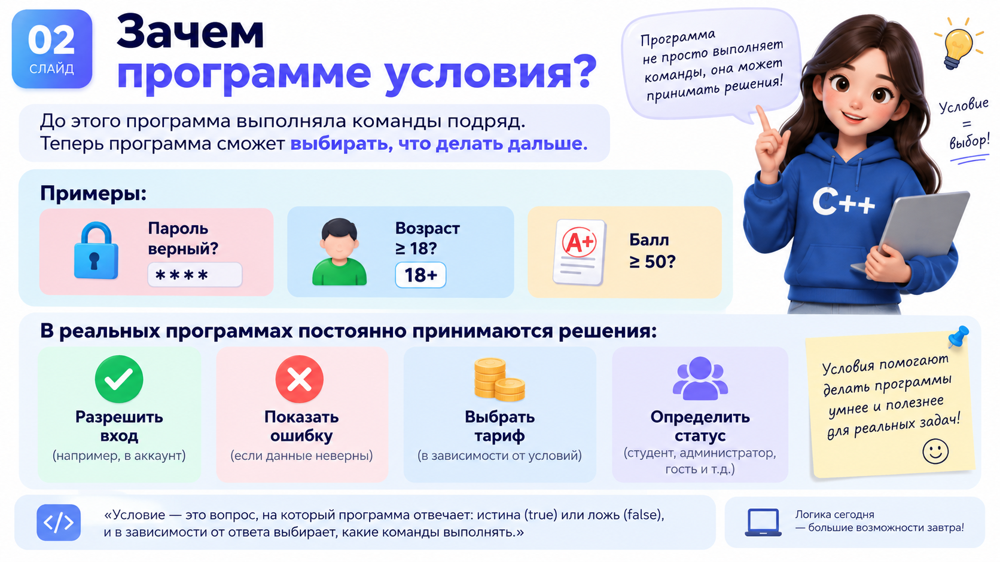 02
СЛАЙД
Зачем
программе условия?
Программа
не просто выполняет
команды, она может
принимать решения!
Условие
=
выбор!
До этого программа выполняла команды подряд.
Теперь программа сможет выбирать, что делать дальше.
C++
Примеры:
Пароль
верный?
****
Возраст
≥ 18?
18+
A+
Балл
≥ 50?
В реальных программах постоянно принимаются решения:
Разрешить
вход
(например, в аккаунт)
Показать
ошибку
(если данные неверны)
Выбрать
тариф
(в зависимости от условий)
Определить
статус
(студент, администратор,
гость и т.д.)
Условия помогают
делать программы
умнее и полезнее
для реальных задач!
</>
«Условие — это вопрос, на который программа отвечает: истина (true) или ложь (false),
и в зависимости от ответа выбирает, какие команды выполнять.»
Логика сегодня
— большие возможности завтра!